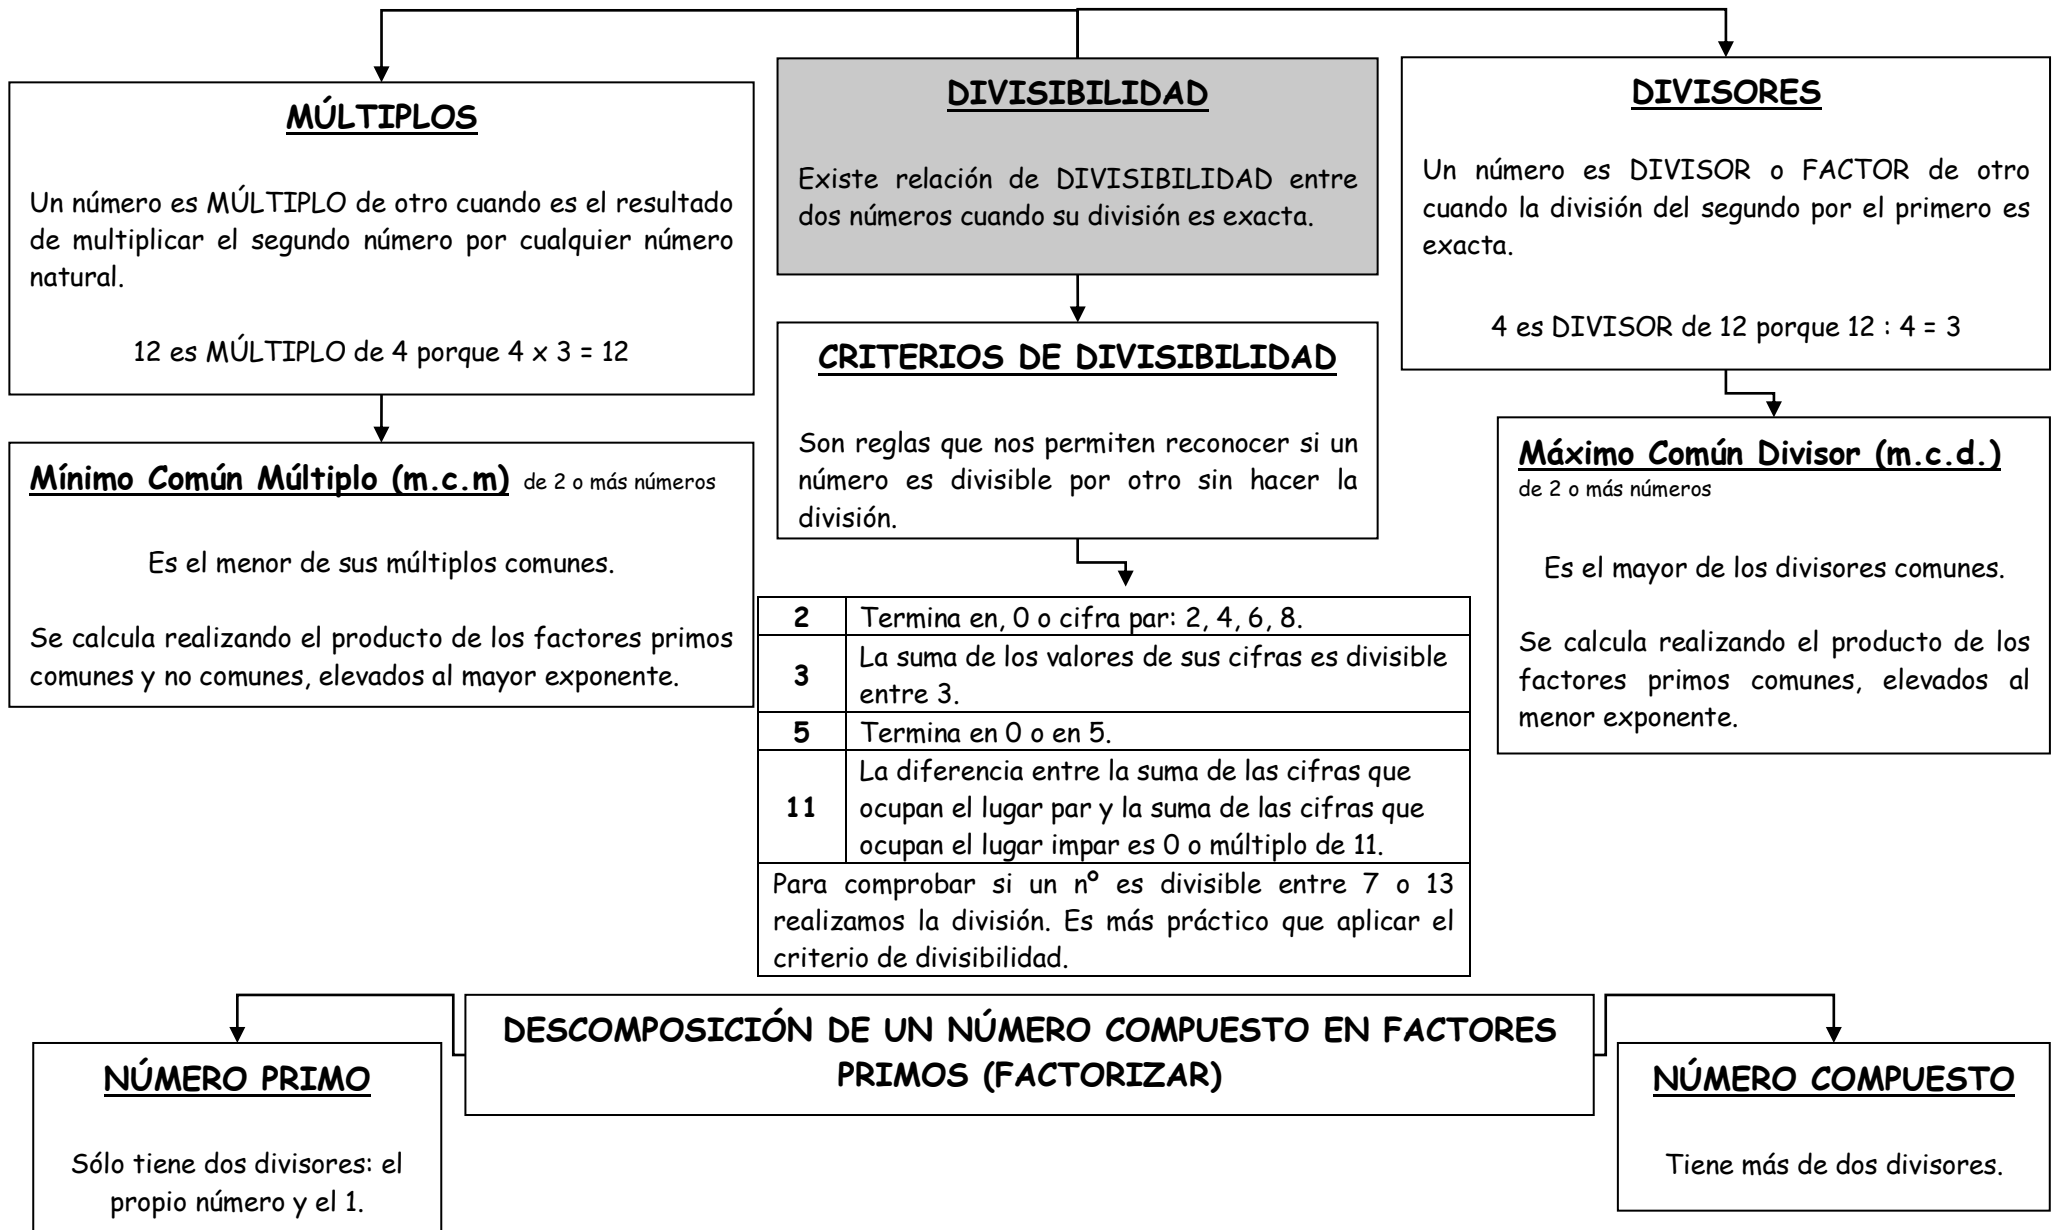 MÚLTIPLOS
Un número es MÚLTIPLO de otro cuando es el resultado
de multiplicar el segundo número por cualquier número
natural.
12 es MÚLTIPLO de 4 porque 4 x 3 = 12
DIVISIBILIDAD
Existe relación de DIVISIBILIDAD entre
dos números cuando su división es exacta.
DIVISORES
Un número es DIVISOR o FACTOR de otro
cuando la división del segundo por el primero es
exacta.
4 es DIVISOR de 12 porque 12 : 4 = 3
Mínimo Común Múltiplo (m.c.m) de 2 o más números
Es el menor de sus múltiplos comunes.
Se calcula realizando el producto de los factores primos
comunes y no comunes, elevados al mayor exponente.
CRITERIOS DE DIVISIBILIDAD
Son reglas que nos permiten reconocer si un
número es divisible por otro sin hacer la
división.
Máximo Común Divisor (m.c.d.)
de 2 o más números
Es el mayor de los divisores comunes.
Se calcula realizando el producto de los
factores primos comunes, elevados al
menor exponente.
2 Termina en, 0 o cifra par: 2, 4, 6, 8.
3 La suma de los valores de sus cifras es divisible
entre 3.
5 Termina en 0 o en 5.
11 La diferencia entre la suma de las cifras que
ocupan el lugar par y la suma de las cifras que
ocupan el lugar impar es 0 o múltiplo de 11.
Para comprobar si un nº es divisible entre 7 o 13
realizamos la división. Es más práctico que aplicar el
criterio de divisibilidad.
DESCOMPOSICIÓN DE UN NÚMERO COMPUESTO EN FACTORES
PRIMOS (FACTORIZAR)
NÚMERO PRIMO
Sólo tiene dos divisores: el
propio número y el 1.
NÚMERO COMPUESTO
Tiene más de dos divisores.